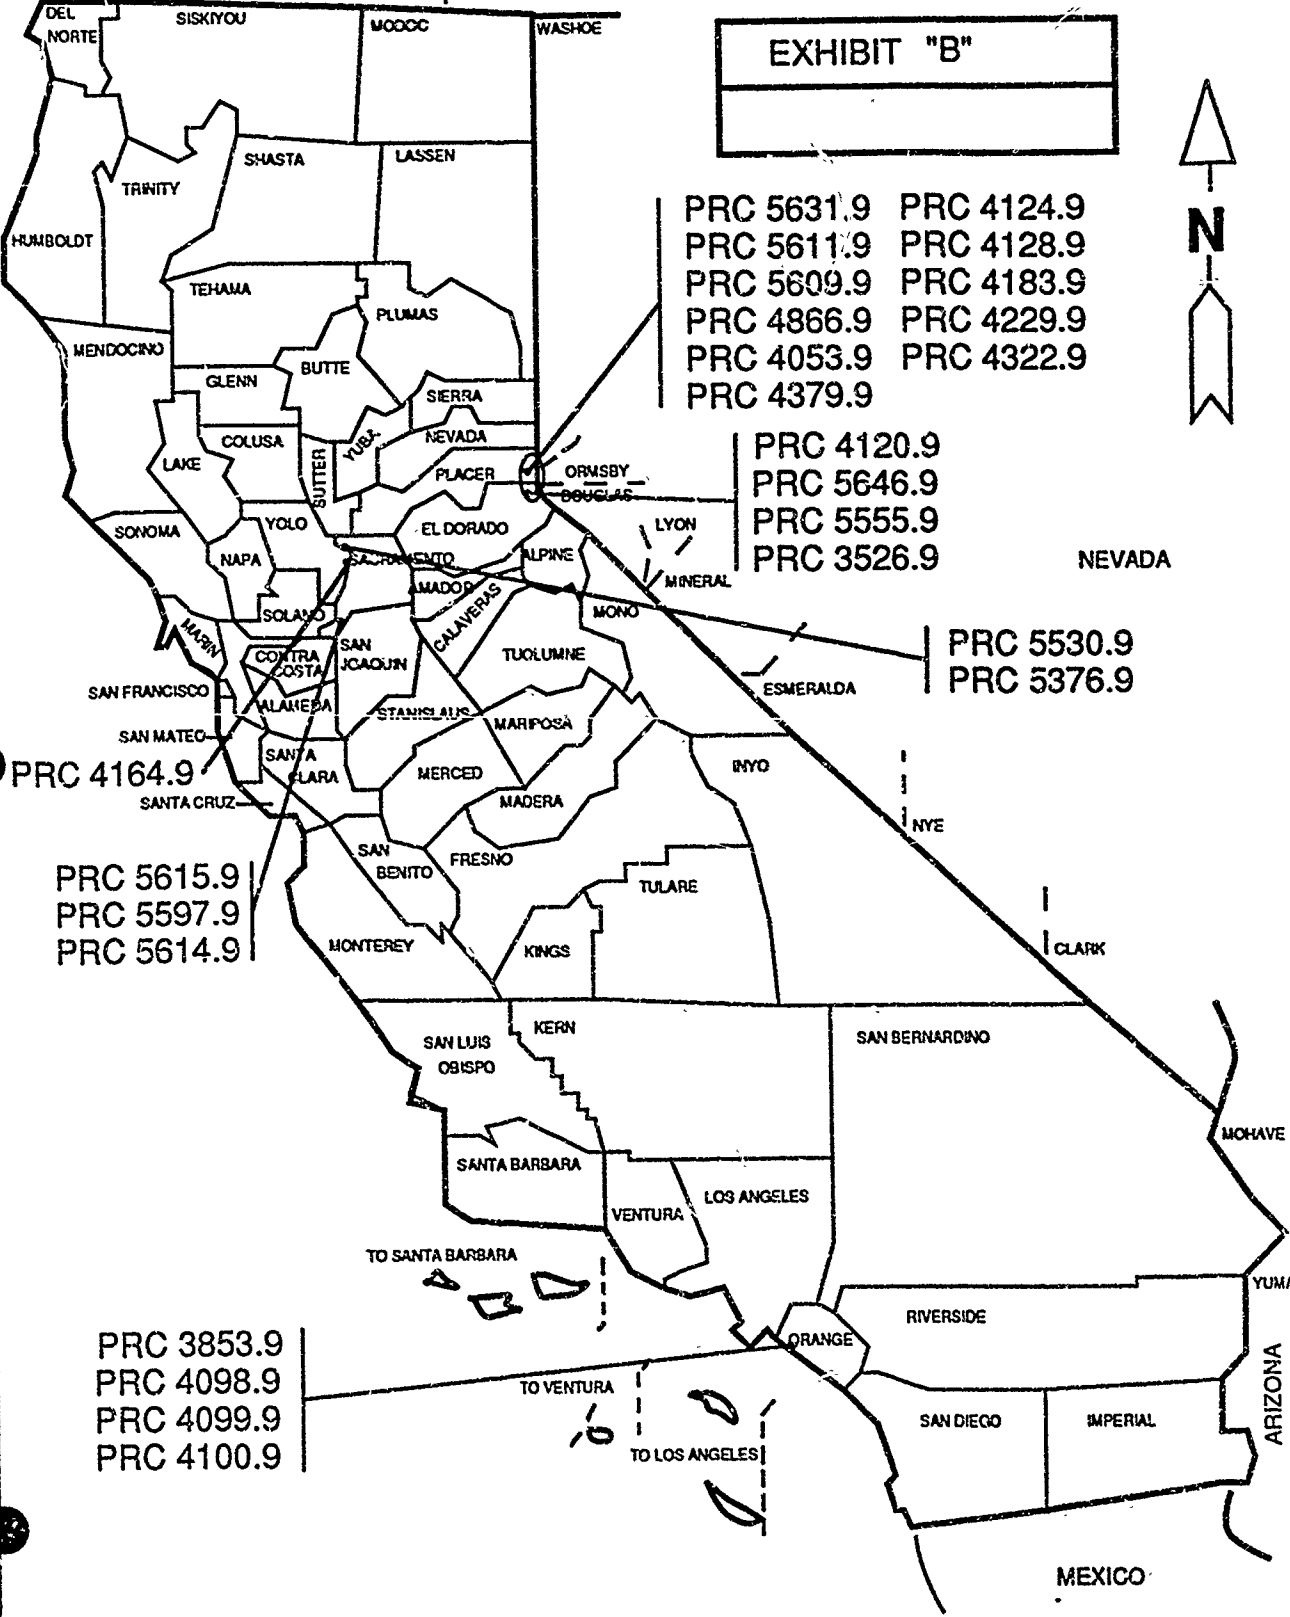 DEL
NORTE
SISKIYOU
MODOC
WASHOE
EXHIBIT "B"
SHASTA
LASSEN
TRINITY
HUMBOLDT
N
PRC 5631.9 PRC 4124.9
PRC 5611.9 PRC 4128.9
PRC 5609.9 PRC 4183.9
PRC 4866.9 PRC 4229.9
PRC 4053.9 PRC 4322.9
PRC 4379.9
TEHAMA
PLUMAS
MENDOCINO
BUTTE
GLENN
SIERRA
COLUSA
YUBA
NEVADA
LAKE
SUTTER
PLACER
ORMSBY
DOUGLAS
PRC 4120.9
PRC 5646.9
PRC 5555.9
PRC 3526.9
SONOMA
YOLO
EL DORADO
LYON
NAPA
SACRAMENTO
ALPINE
NEVADA
AMADOR
MINERAL
SOLANO
CALAVERAS
MONO
MARIN
SAN
JOAQUIN
CONTRA
COSTA
TUOLUMNE
PRC 5530.9
PRC 5376.9
SAN FRANCISCO
ALAMEDA
STANISLAUS
ESMERALDA
SAN MATEO
MARIPOSA
PRC 4164.9
SANTA
CLARA
MERCED
INYO
SANTA CRUZ
MADERA
NYE
SAN
BENITO
FRESNO
PRC 5615.9
PRC 5597.9
PRC 5614.9
TULARE
MONTEREY
KINGS
CLARK
SAN LUIS
OBISPO
KERN
SAN BERNARDINO
MOHAVE
SANTA BARBARA
VENTURA
LOS ANGELES
TO SANTA BARBARA
YUMA
RIVERSIDE
PRC 3853.9
PRC 4098.9
PRC 4099.9
PRC 4100.9
ORANGE
TO VENTURA
ARIZONA
SAN DIEGO
IMPERIAL
TO LOS ANGELES
MEXICO